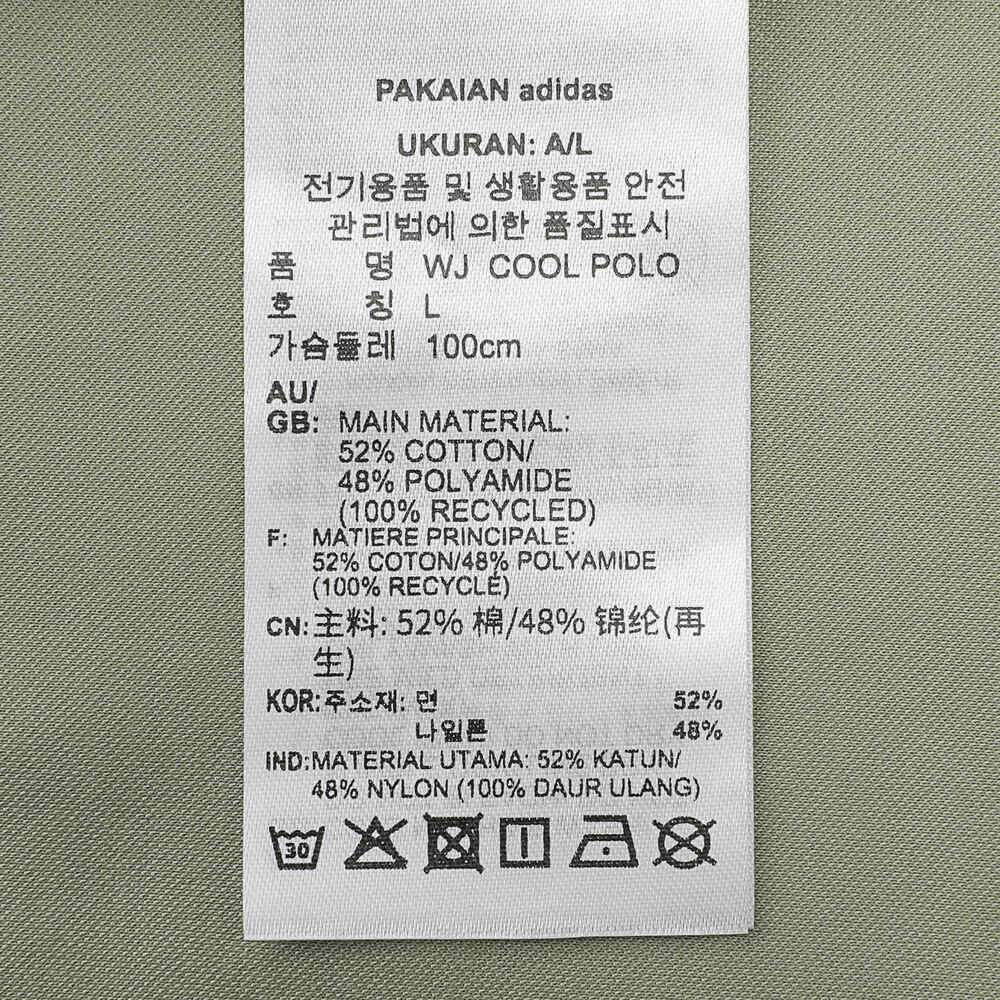 PAKAIAN adidas
UKURAN: A/L
전기용품 및 생활용품 안전
관리법에 의한 품질표시
품 명 WJ COOL POLO
호 칭 L
가슴둘레 100cm
AU/
GB: MAIN MATERIAL:
52% COTTON/
48% POLYAMIDE
(100% RECYCLED)
F: MATIERE PRINCIPALE:
52% COTON/48% POLYAMIDE
(100% RECYCLÉ)
CN: 主料: 52% 棉/48% 锦纶(再
生)
KOR: 주소재: 면 52%
나일론 48%
IND: MATERIAL UTAMA: 52% KATUN/
48% NYLON (100% DAUR ULANG)
30